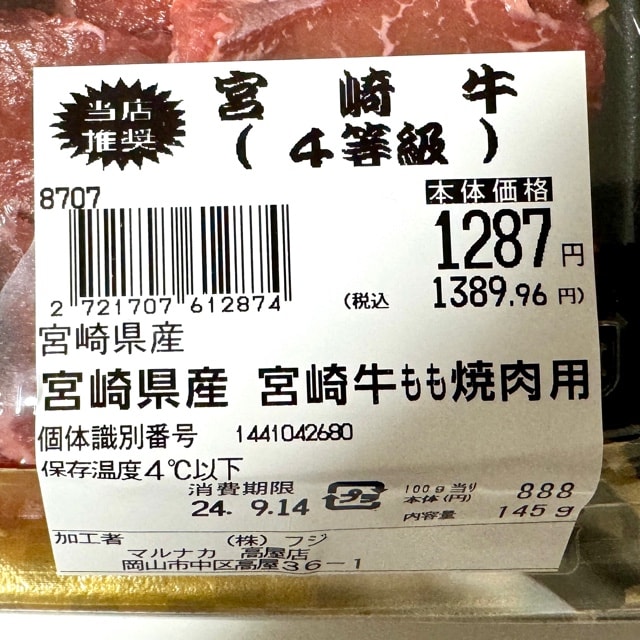 当店
推奨
宮崎牛
(4等級)
8707
本体価格
1287円
2 721707 612874
(税込 1389.96円)
宮崎県産
宮崎県産 宮崎牛もも焼肉用
個体識別番号 1441042680
保存温度4℃以下
消費期限
24. 9.14
プラ
100g当り
本体(円) 888
内容量 145g
加工者 (株)フジ
マルナカ 高屋店
岡山市中区高屋36-1